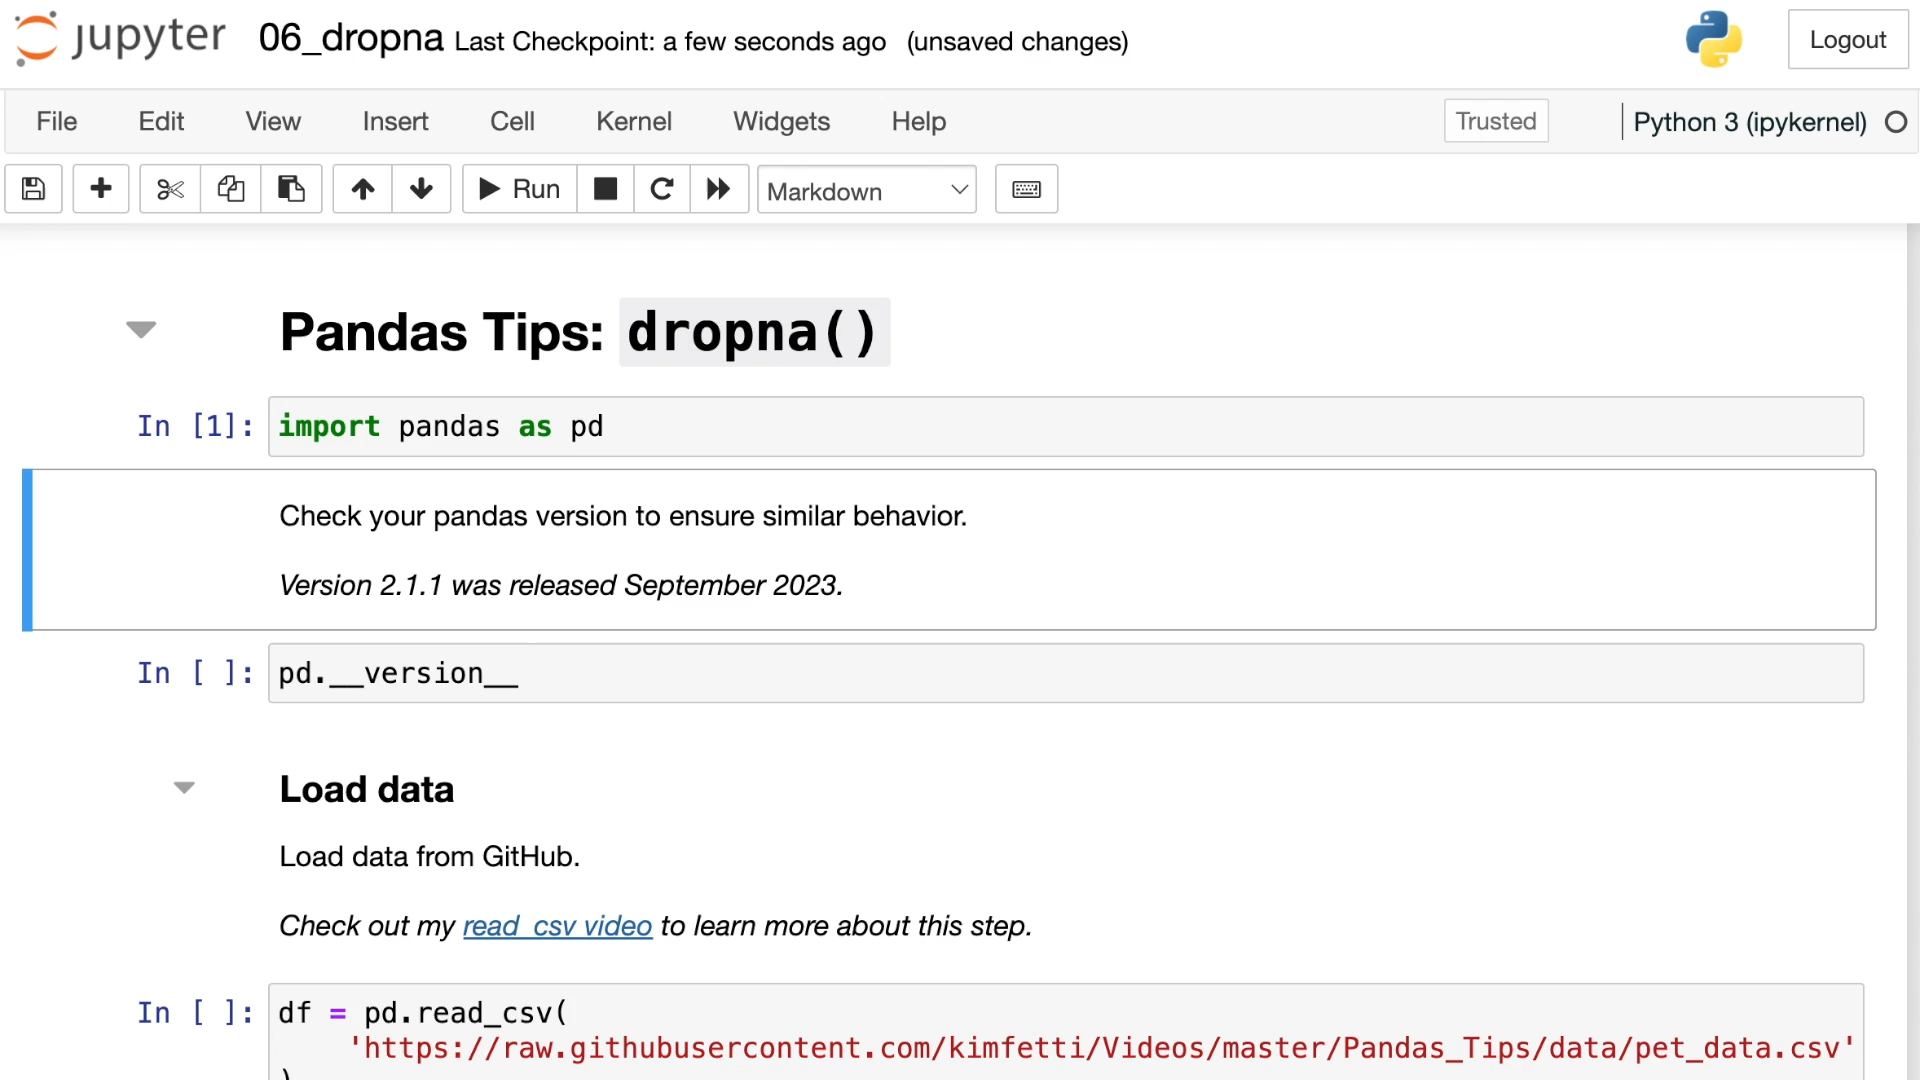 jupyter 06_dropna Last Checkpoint: a few seconds ago (unsaved changes) Logout
File Edit View Insert Cell Kernel Widgets Help Trusted Python 3 (ipykernel)
Run Markdown
Pandas Tips: dropna()
In [1]: import pandas as pd
Check your pandas version to ensure similar behavior.
Version 2.1.1 was released September 2023.
In [ ]: pd.__version__
Load data
Load data from GitHub.
Check out my read_csv video to learn more about this step.
In [ ]: df = pd.read_csv(
'https://raw.githubusercontent.com/kimfetti/Videos/master/Pandas_Tips/data/pet_data.csv'
)